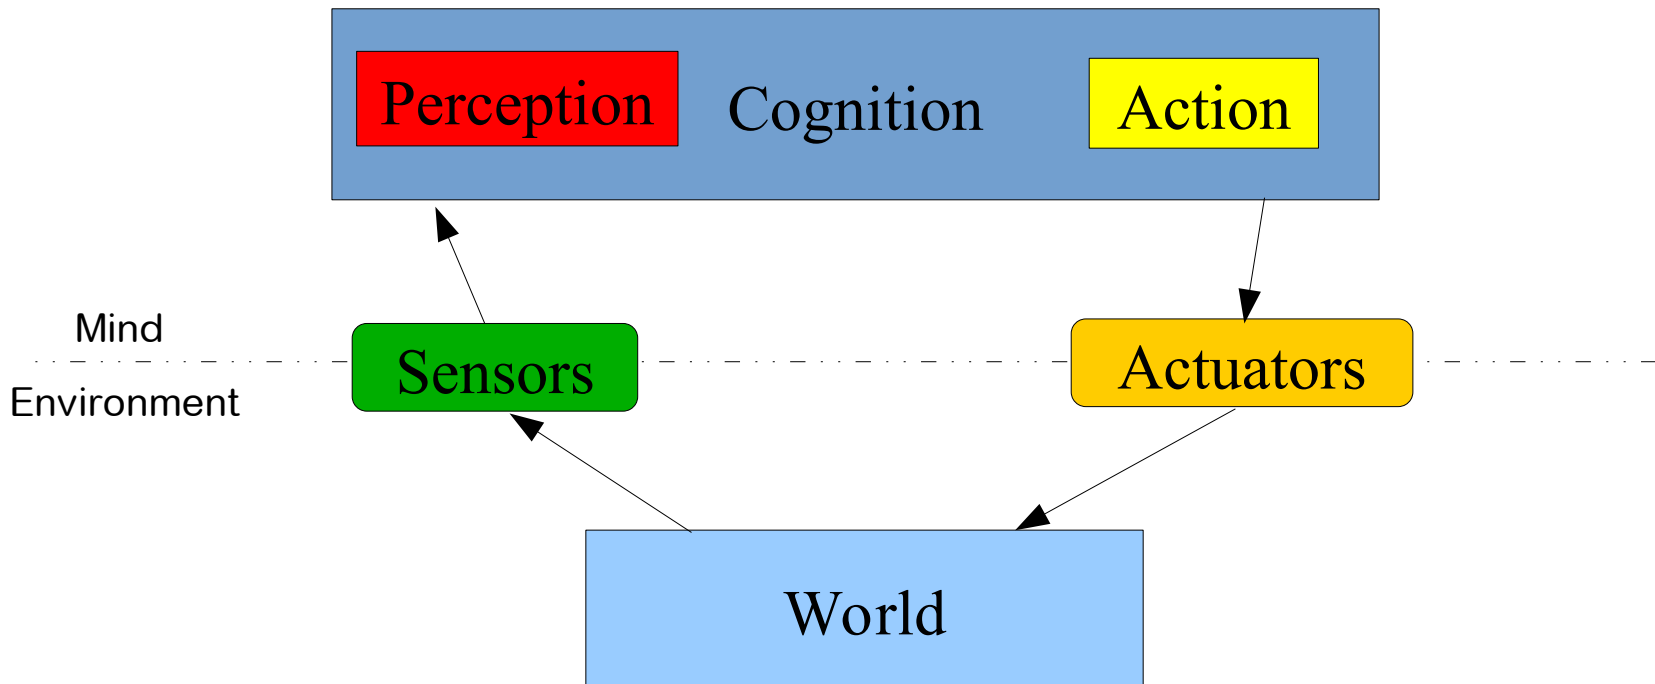 Perception
Cognition
Action
Mind
Sensors
Actuators
Environment
World